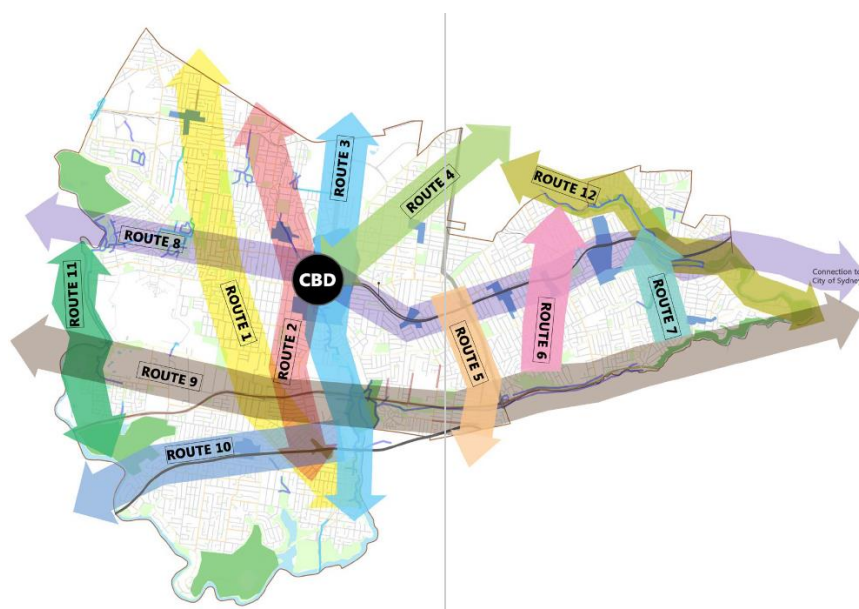 ROUTE 3
ROUTE 4
ROUTE 12
ROUTE 8
CBD
ROUTE 11
ROUTE 1
ROUTE 2
ROUTE 5
ROUTE 6
ROUTE 7
Connection to
City of Sydney
ROUTE 9
ROUTE 10